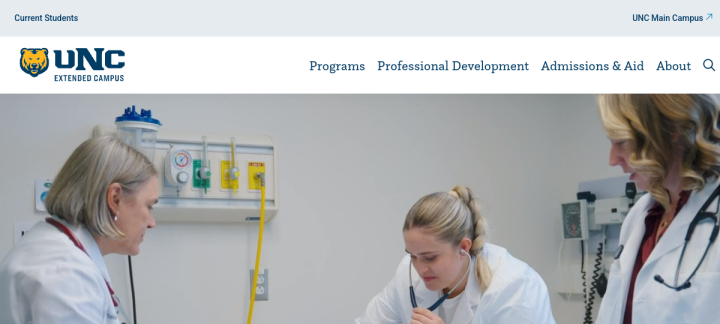 Current Students
UNC Main Campus
UNC
EXTENDED CAMPUS
Programs
Professional Development
Admissions & Aid
About